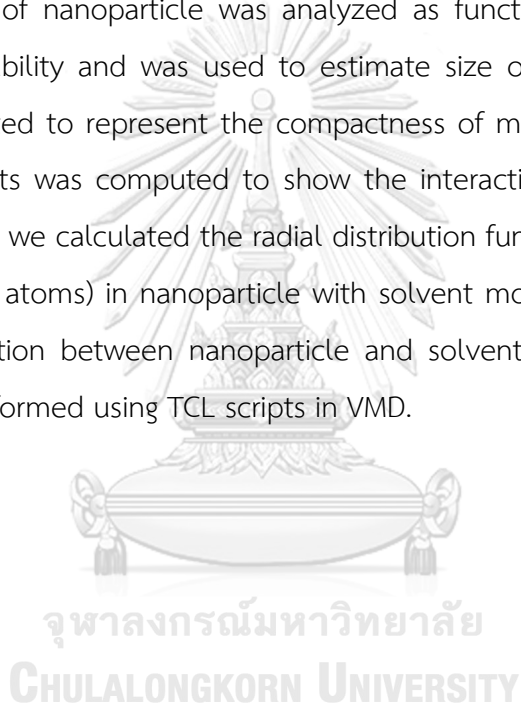 of nanoparticle was analyzed as funct
bility and was used to estimate size o
ed to represent the compactness of m
ts was computed to show the interacti
we calculated the radial distribution fun
atoms) in nanoparticle with solvent mo
tion between nanoparticle and solvent
formed using TCL scripts in VMD.
จุฬาลงกรณ์มหาวิทยาลัย
CHULALONGKORN UNIVERSITY